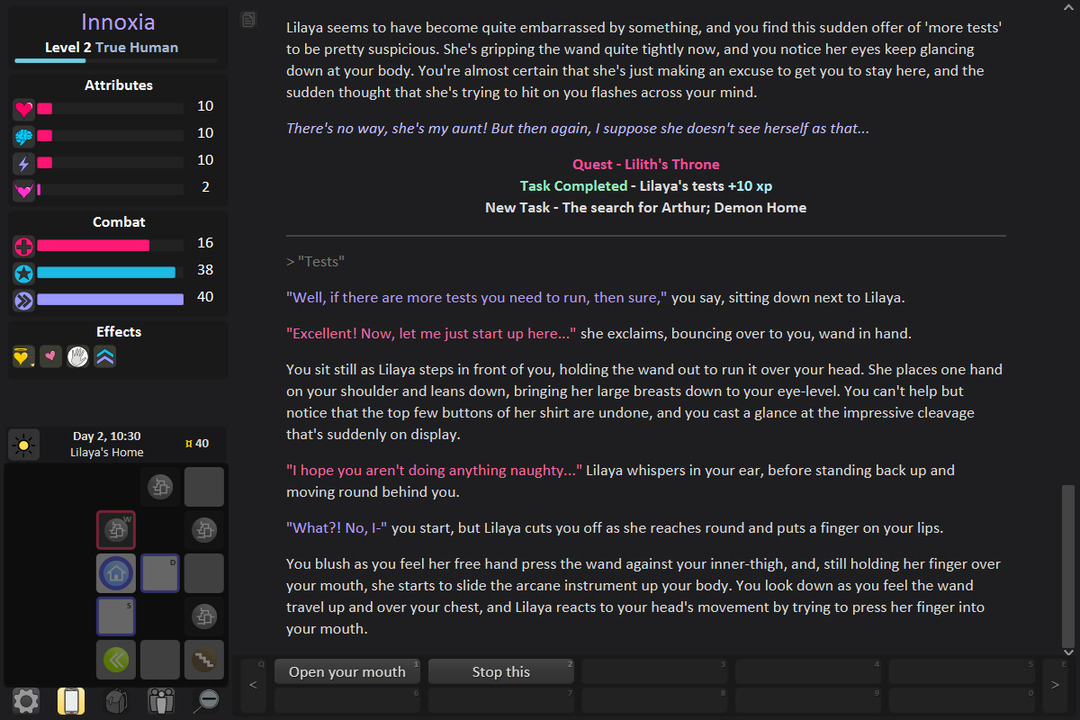 Innoxia
Level 2 True Human
Attributes
10
10
10
2
Combat
16
38
40
Effects
Day 2, 10:30
Lilaya's Home
¤ 40
W
D
S
Lilaya seems to have become quite embarrassed by something, and you find this sudden offer of 'more tests'
to be pretty suspicious. She's gripping the wand quite tightly now, and you notice her eyes keep glancing
down at your body. You're almost certain that she's just making an excuse to get you to stay here, and the
sudden thought that she's trying to hit on you flashes across your mind.
There's no way, she's my aunt! But then again, I suppose she doesn't see herself as that...
Quest - Lilith's Throne
Task Completed - Lilaya's tests +10 xp
New Task - The search for Arthur; Demon Home
> "Tests"
"Well, if there are more tests you need to run, then sure," you say, sitting down next to Lilaya.
"Excellent! Now, let me just start up here..." she exclaims, bouncing over to you, wand in hand.
You sit still as Lilaya steps in front of you, holding the wand out to run it over your head. She places one hand
on your shoulder and leans down, bringing her large breasts down to your eye-level. You can't help but
notice that the top few buttons of her shirt are undone, and you cast a glance at the impressive cleavage
that's suddenly on display.
"I hope you aren't doing anything naughty..." Lilaya whispers in your ear, before standing back up and
moving round behind you.
"What?! No, I-" you start, but Lilaya cuts you off as she reaches round and puts a finger on your lips.
You blush as you feel her free hand press the wand against your inner-thigh, and, still holding her finger over
your mouth, she starts to slide the arcane instrument up your body. You look down as you feel the wand
travel up and over your chest, and Lilaya reacts to your head's movement by trying to press her finger into
your mouth.
Q
<
Open your mouth 1
Stop this 2
3
4
5
E
>
6
7
8
9
0